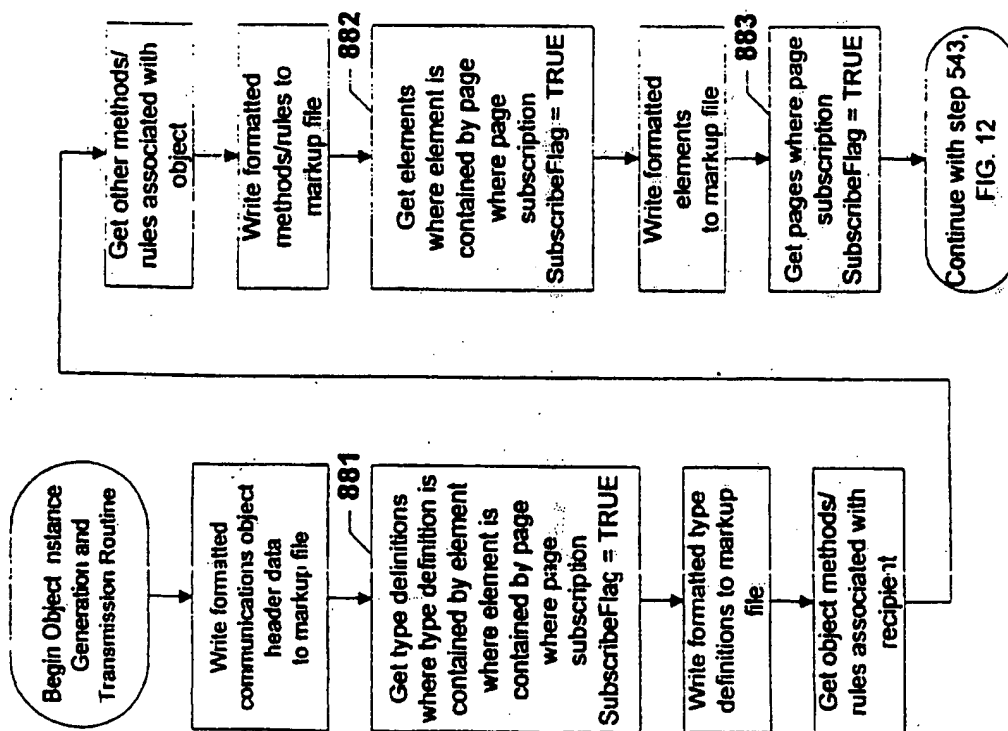 Begin Object nstance
Generation and
Transmission Routine
Write formatted
communications object
header data
to markup file
881
Get type definitions
where type definition is
contained by element
where element is
contained by page
where page
subscription
SubscribeFlag = TRUE
Write formatted type
definitions to markup
file
Get object methods/
rules associated with
recipient
Get other methods/
rules associated with
object
Write formatted
methods/rules to
markup file
882
Get elements
where element is
contained by page
where page
subscription
SubscribeFlag = TRUE
Write formatted
elements
to markup file
883
Get pages where page
subscription
SubscribeFlag = TRUE
Continue with step 543,
FIG. 12